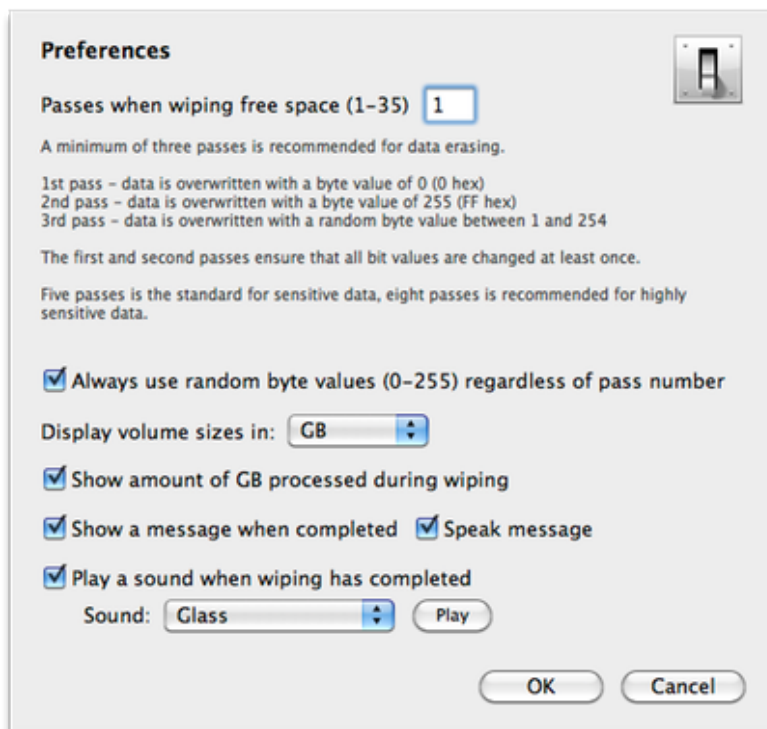 Preferences
Passes when wiping free space (1–35) 1
A minimum of three passes is recommended for data erasing.
1st pass – data is overwritten with a byte value of 0 (0 hex)
2nd pass – data is overwritten with a byte value of 255 (FF hex)
3rd pass – data is overwritten with a random byte value between 1 and 254
The first and second passes ensure that all bit values are changed at least once.
Five passes is the standard for sensitive data, eight passes is recommended for highly
sensitive data.
Always use random byte values (0–255) regardless of pass number
Display volume sizes in: GB
Show amount of GB processed during wiping
Show a message when completed Speak message
Play a sound when wiping has completed
Sound: Glass Play
OK Cancel